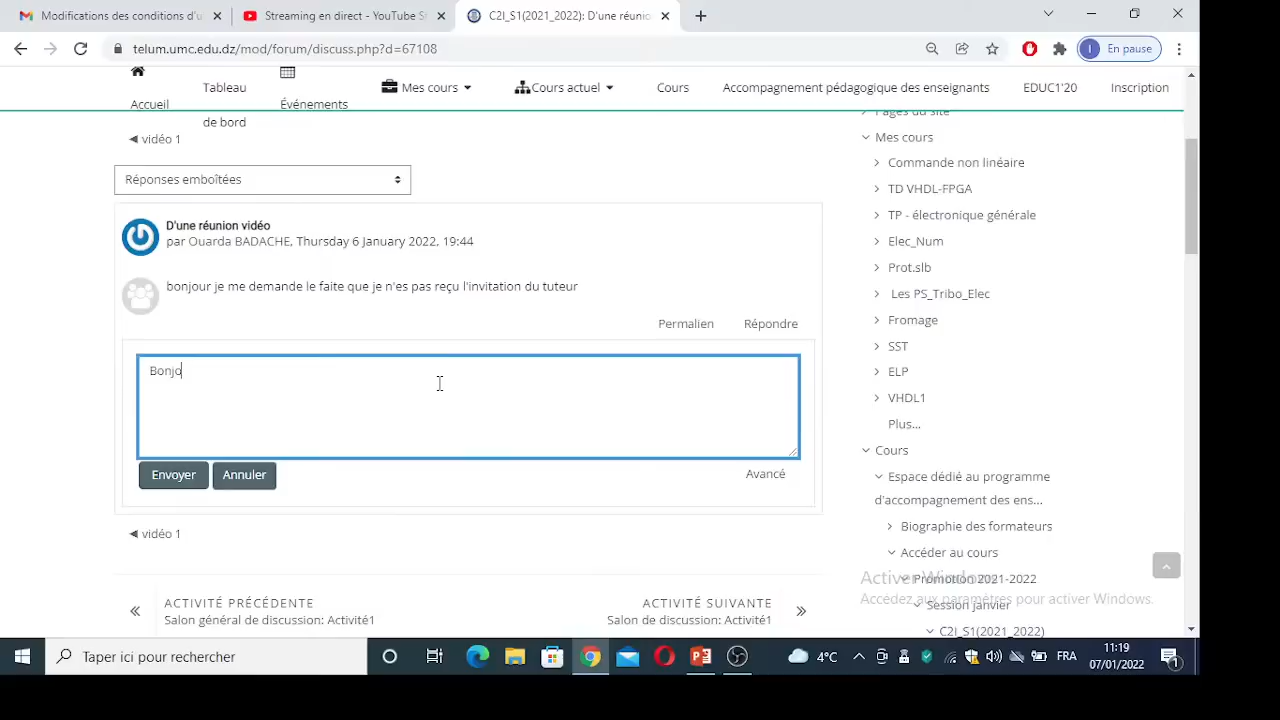 Modifications des conditions d'u
Streaming en direct - YouTube S
C2I_S1(2021_2022): D'une réunio
telum.umc.edu.dz/mod/forum/discuss.php?d=67108
I
En pause
Accueil
Tableau
de bord
Événements
Mes cours
Cours actuel
Cours
Accompagnement pédagogique des enseignants
EDUC1'20
Inscription
◄ vidéo 1
Réponses emboîtées
D'une réunion vidéo
par Ouarda BADACHE, Thursday 6 January 2022, 19:44
bonjour je me demande le faite que je n'es pas reçu l'invitation du tuteur
Permalien
Répondre
Bonjo
Envoyer
Annuler
Avancé
◄ vidéo 1
ACTIVITÉ PRÉCÉDENTE
Salon général de discussion: Activité1
ACTIVITÉ SUIVANTE
Salon de discussion: Activité1
Pages du site
Mes cours
Commande non linéaire
TD VHDL-FPGA
TP - électronique générale
Elec_Num
Prot.slb
Les PS_Tribo_Elec
Fromage
SST
ELP
VHDL1
Plus...
Cours
Espace dédié au programme
d'accompagnement des ens...
Biographie des formateurs
Accéder au cours
Promotion 2021-2022
Session janvier
C2I_S1(2021_2022)
Activer Windows
Accédez aux paramètres pour activer Windows.
Taper ici pour rechercher
4°C
FRA
11:19
07/01/2022
1